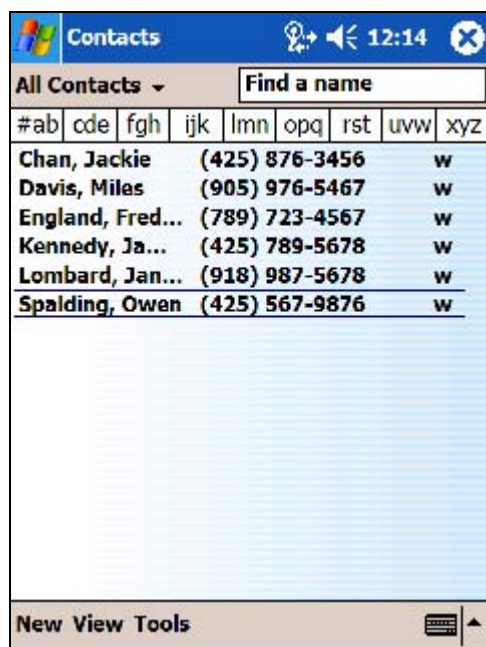 Contacts 12:14
All Contacts Find a name
#ab cde fgh ijk lmn opq rst uvw xyz
Chan, Jackie (425) 876-3456 w
Davis, Miles (905) 976-5467 w
England, Fred... (789) 723-4567 w
Kennedy, Ja... (425) 789-5678 w
Lombard, Jan... (918) 987-5678 w
Spalding, Owen (425) 567-9876 w
New View Tools